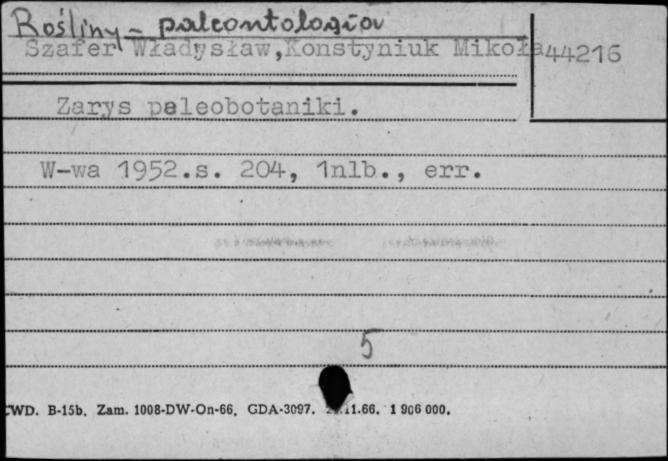 Rośliny - paleontologia
Szafer Władysław,Konstyniuk Mikoła
44216
Zarys paleobotaniki.
W-wa 1952.s. 204, 1nlb., err.
5
CWD. B-15b. Zam. 1008-DW-On-66. GDA-3097. 11.66. 1 906 000.